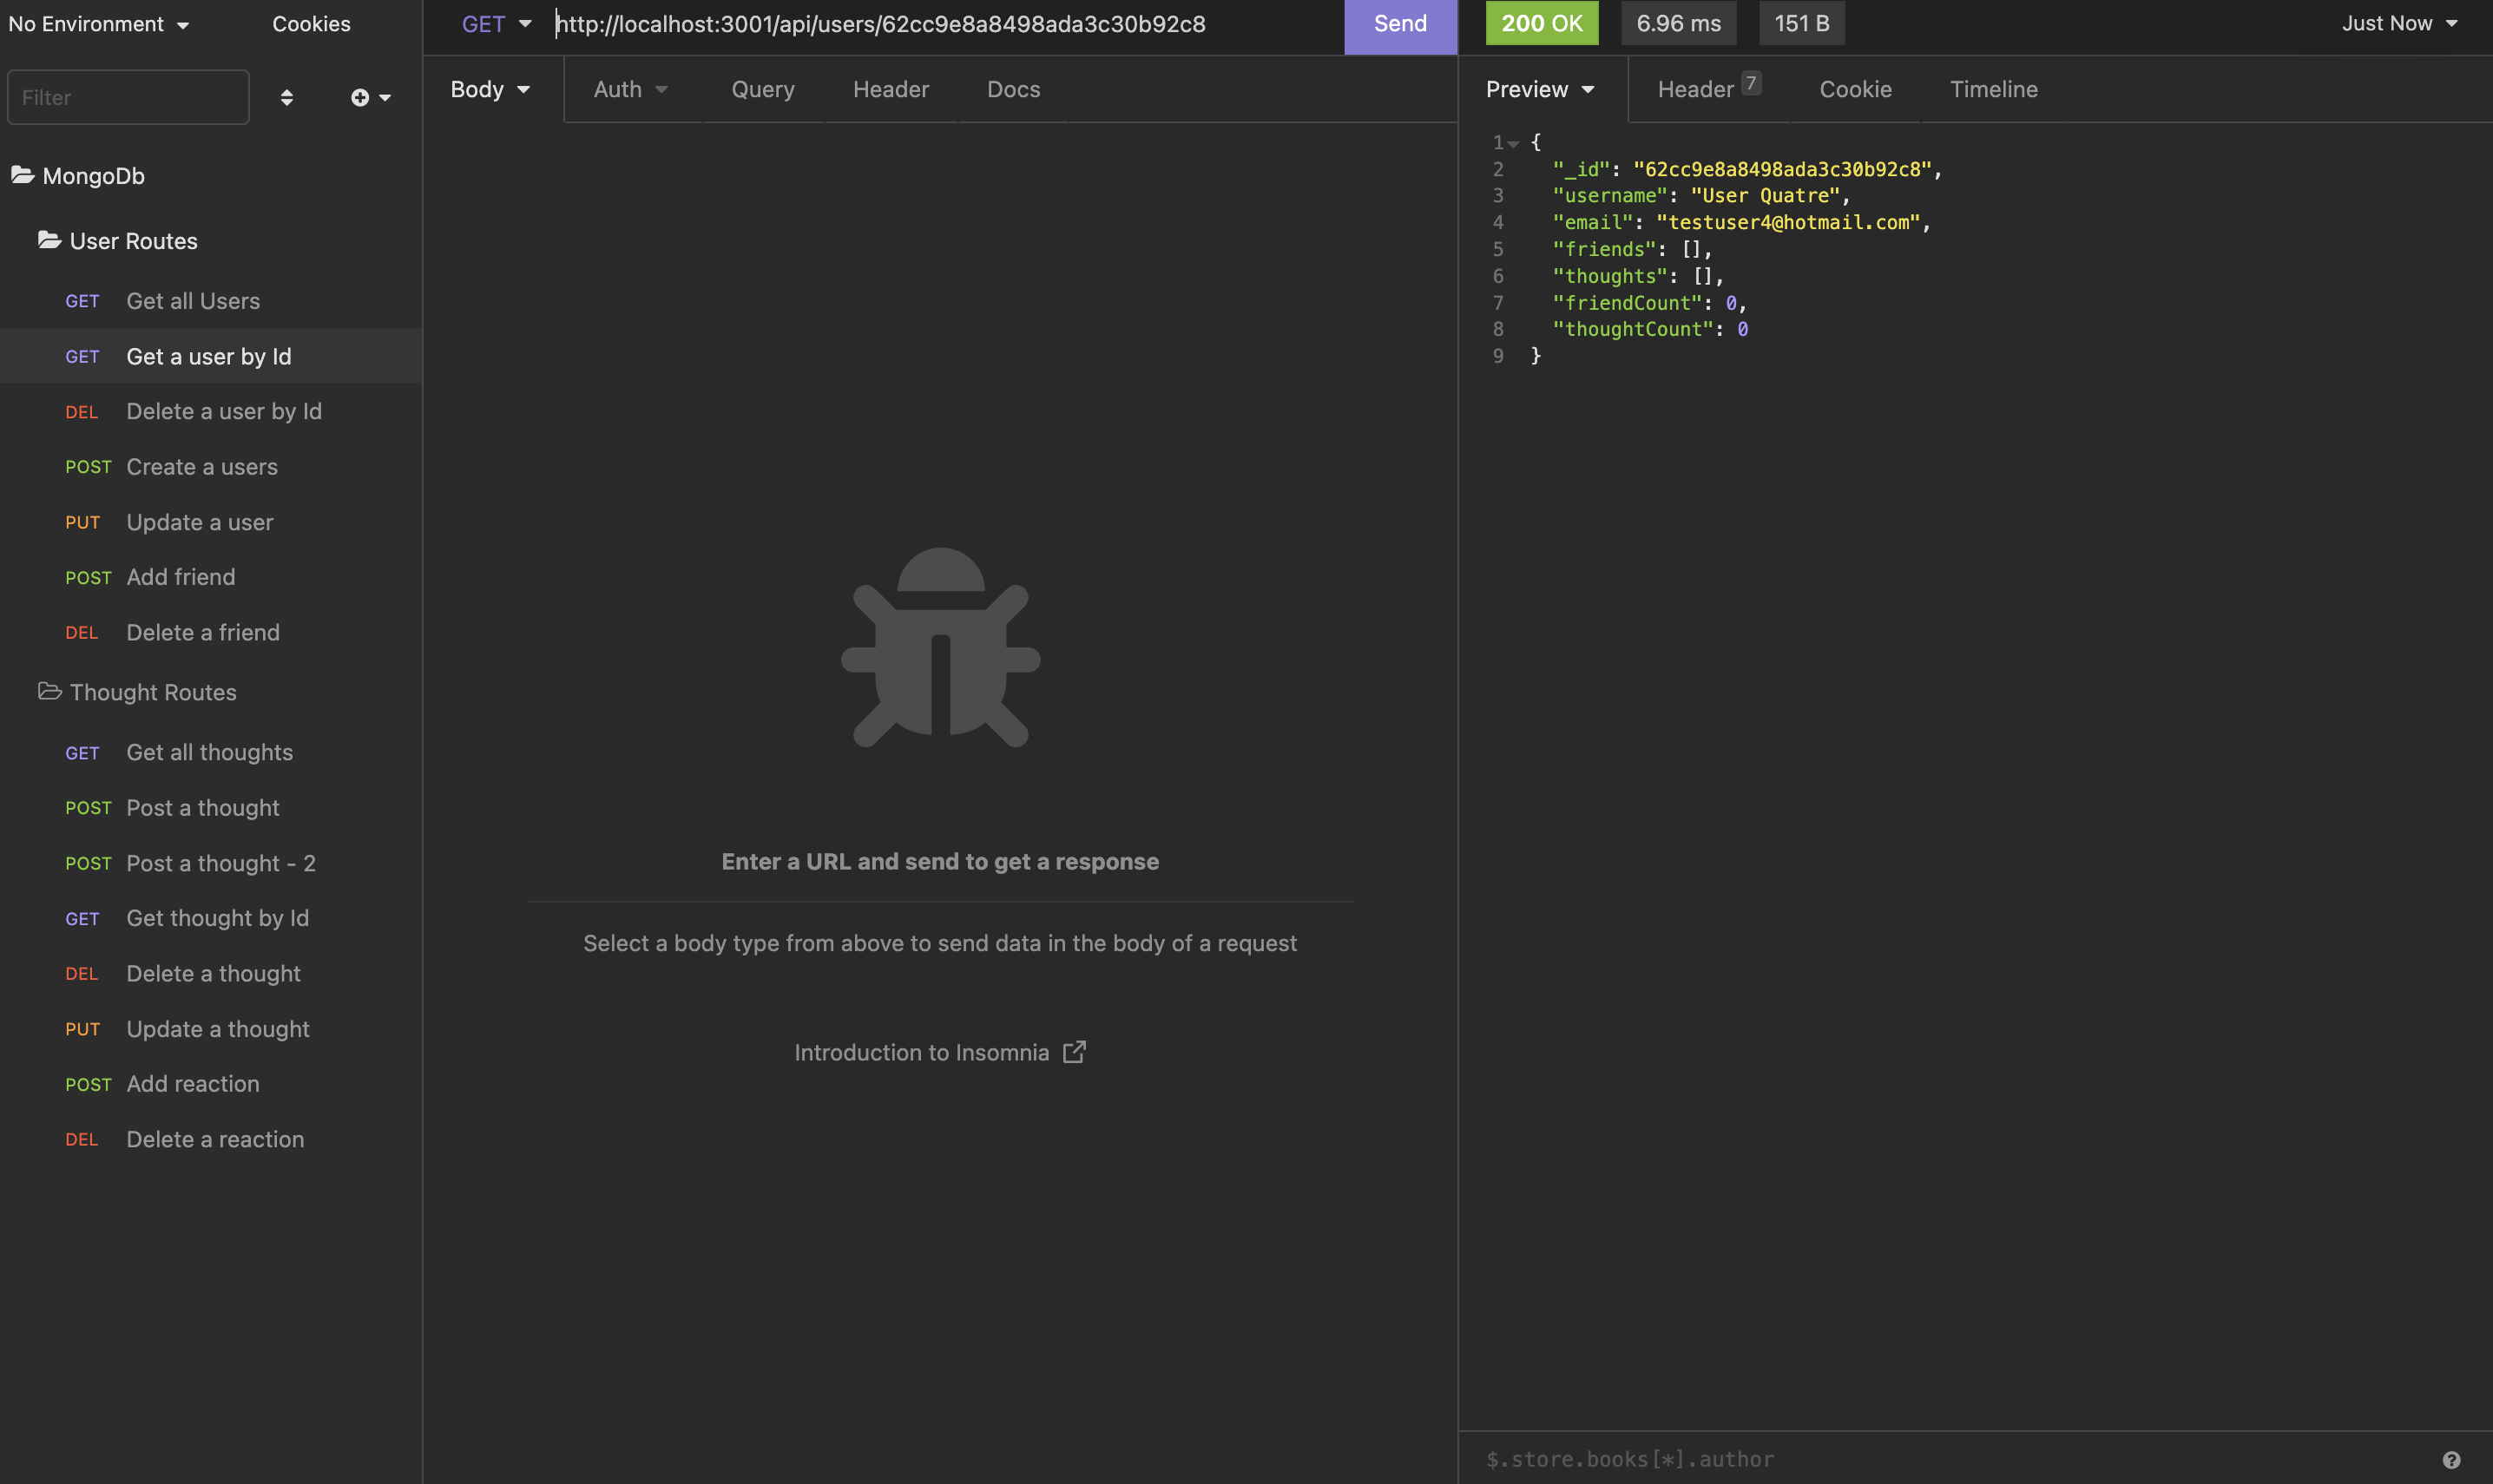 No Environment
Cookies
Filter
MongoDb
User Routes
GET Get all Users
GET Get a user by Id
DEL Delete a user by Id
POST Create a users
PUT Update a user
POST Add friend
DEL Delete a friend
Thought Routes
GET Get all thoughts
POST Post a thought
POST Post a thought - 2
GET Get thought by Id
DEL Delete a thought
PUT Update a thought
POST Add reaction
DEL Delete a reaction
GET http://localhost:3001/api/users/62cc9e8a8498ada3c30b92c8 Send
Body Auth Query Header Docs
Enter a URL and send to get a response
Select a body type from above to send data in the body of a request
Introduction to Insomnia
200 OK 6.96 ms 151 B Just Now
Preview Header 7 Cookie Timeline
1 {
2 "_id": "62cc9e8a8498ada3c30b92c8",
3 "username": "User Quatre",
4 "email": "testuser4@hotmail.com",
5 "friends": [],
6 "thoughts": [],
7 "friendCount": 0,
8 "thoughtCount": 0
9 }
$.store.books[*].author
?